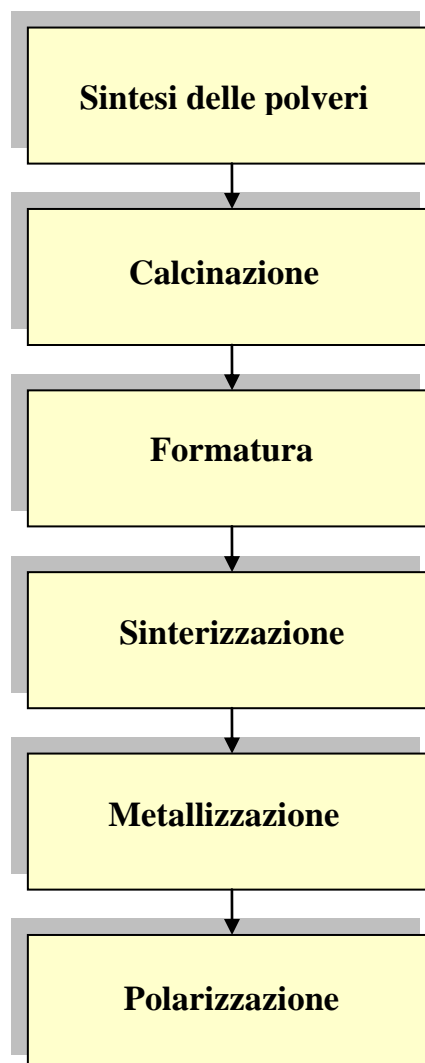 Sintesi delle polveri
Calcinazione
Formatura
Sinterizzazione
Metallizzazione
Polarizzazione